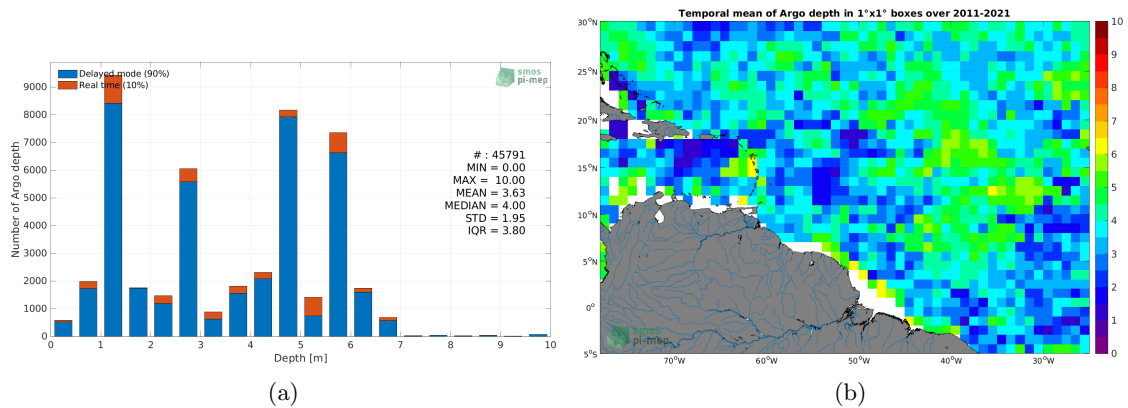 Delayed mode (90%)
Real time (10%)
smos
pi-mep
Number of Argo depth
9000
8000
7000
6000
5000
4000
3000
2000
1000
0
# : 45791
MIN = 0.00
MAX = 10.00
MEAN = 3.63
MEDIAN = 4.00
STD = 1.95
IQR = 3.80
0 1 2 3 4 5 6 7 8 9 10
Depth [m]
(a)
Temporal mean of Argo depth in 1°x1° boxes over 2011-2021
30°N
25°N
20°N
15°N
10°N
5°N
0°
5°S
70°W 60°W 50°W 40°W 30°W
smos
pi-mep
10
9
8
7
6
5
4
3
2
1
0
(b)